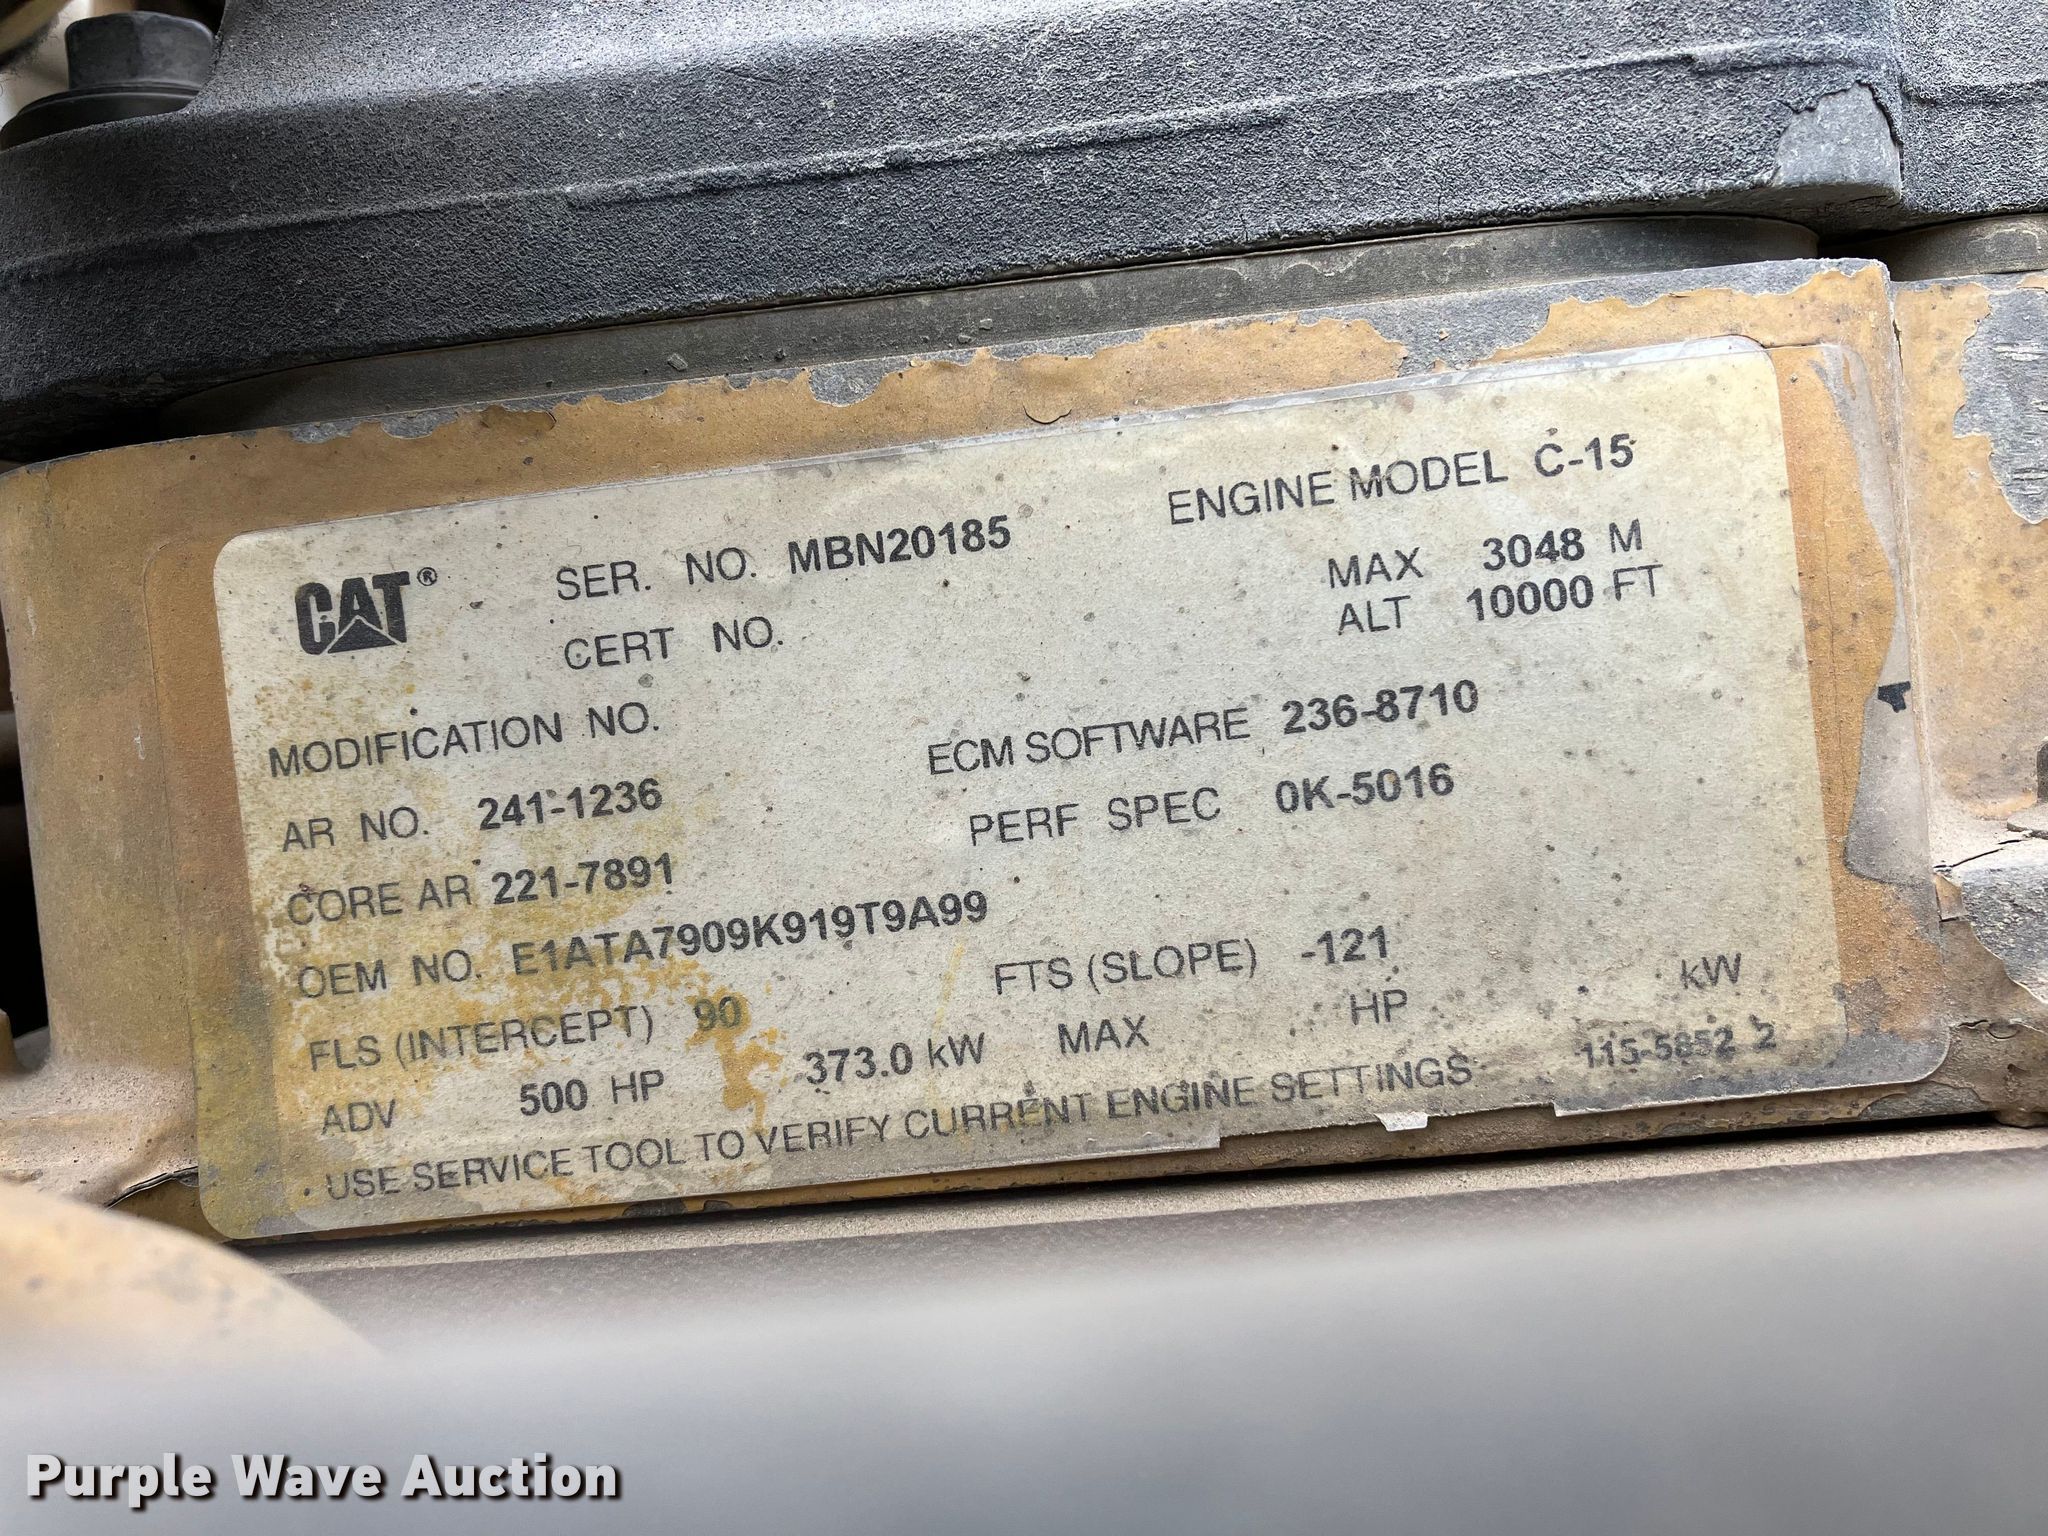 CAT® SER. NO. MBN20185 ENGINE MODEL C-15
CERT NO. MAX 3048 M
ALT 10000 FT
MODIFICATION NO. ECM SOFTWARE 236-8710
AR NO. 241-1236 PERF SPEC 0K-5016
CORE AR 221-7891
OEM NO. E1ATA7909K919T9A99
FLS (INTERCEPT) 90 FTS (SLOPE) -121
ADV 500 HP 373.0 kW MAX HP kW
USE SERVICE TOOL TO VERIFY CURRENT ENGINE SETTINGS 115-5852 2
Purple Wave Auction